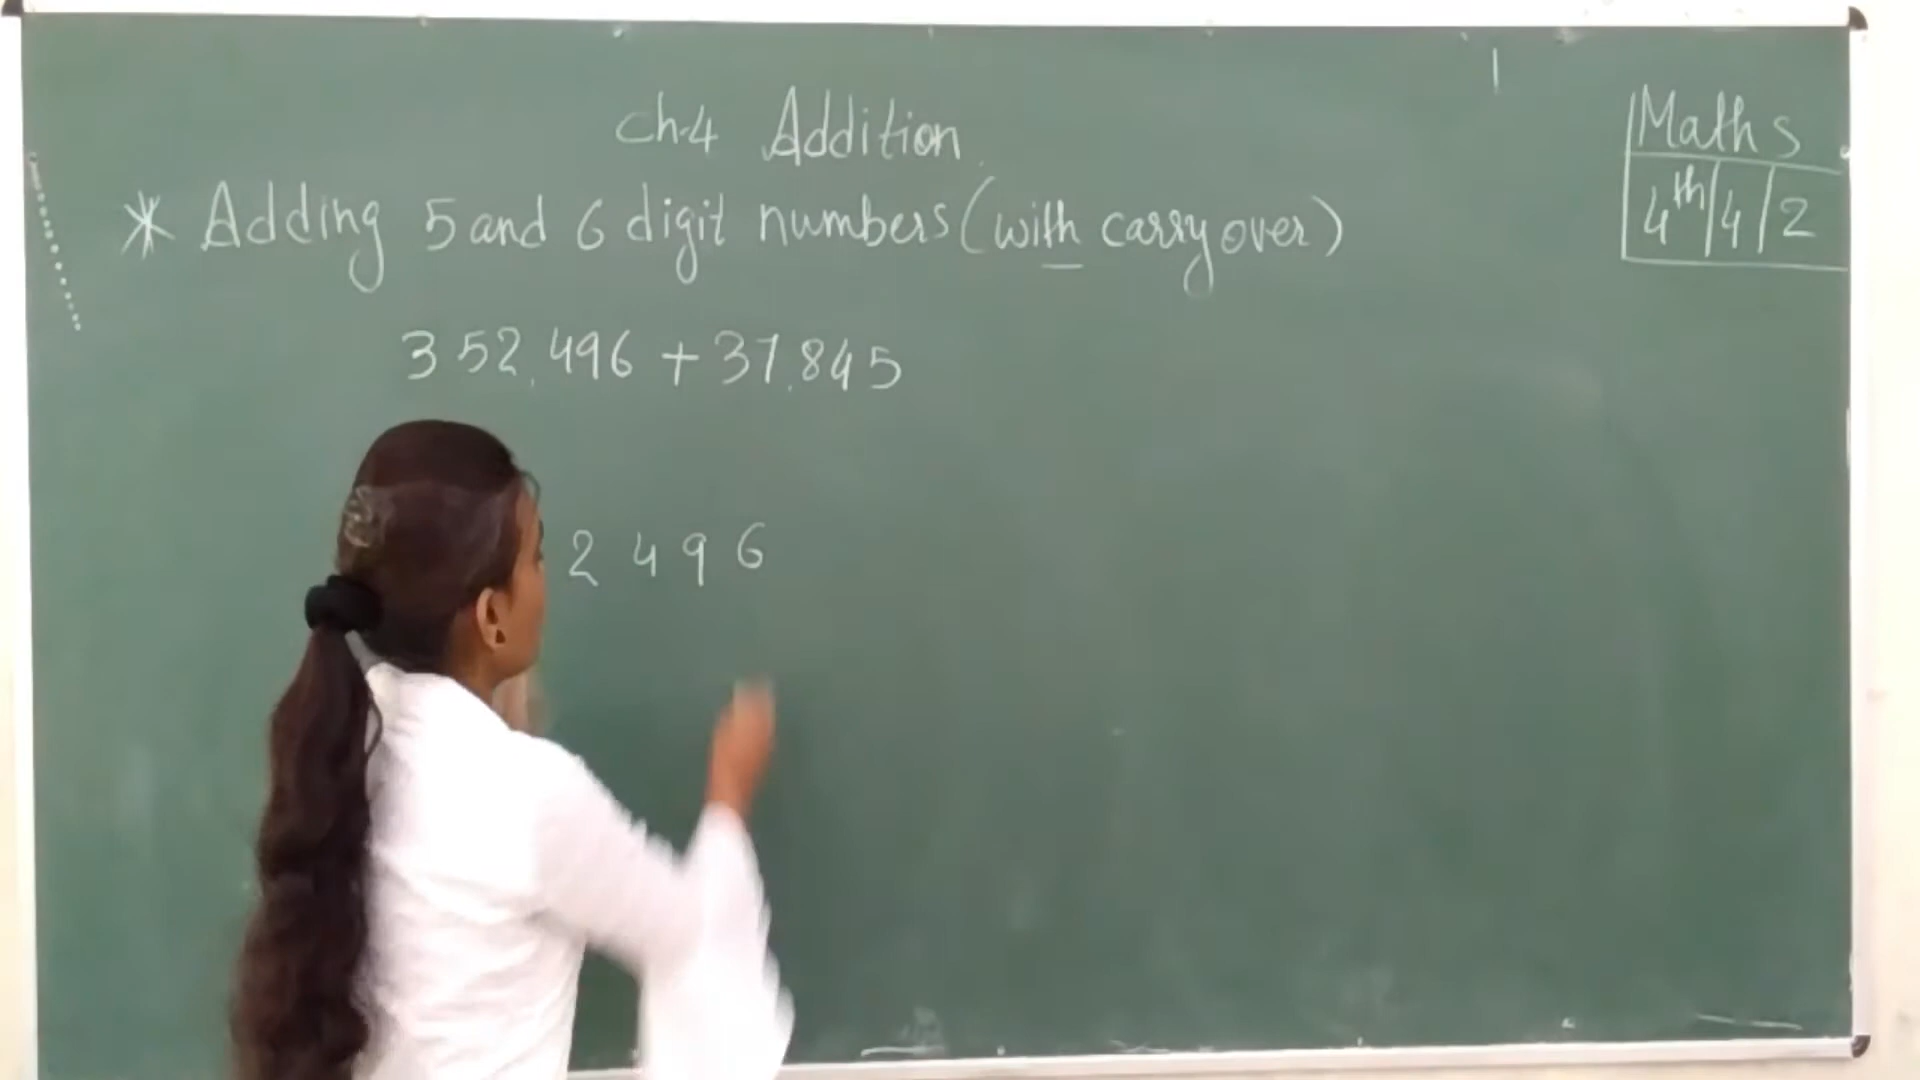 Ch-4 Addition
Maths
4th/4/2
* Adding 5 and 6 digit numbers (with carry over)
352,496 + 37,845
2 4 9 6